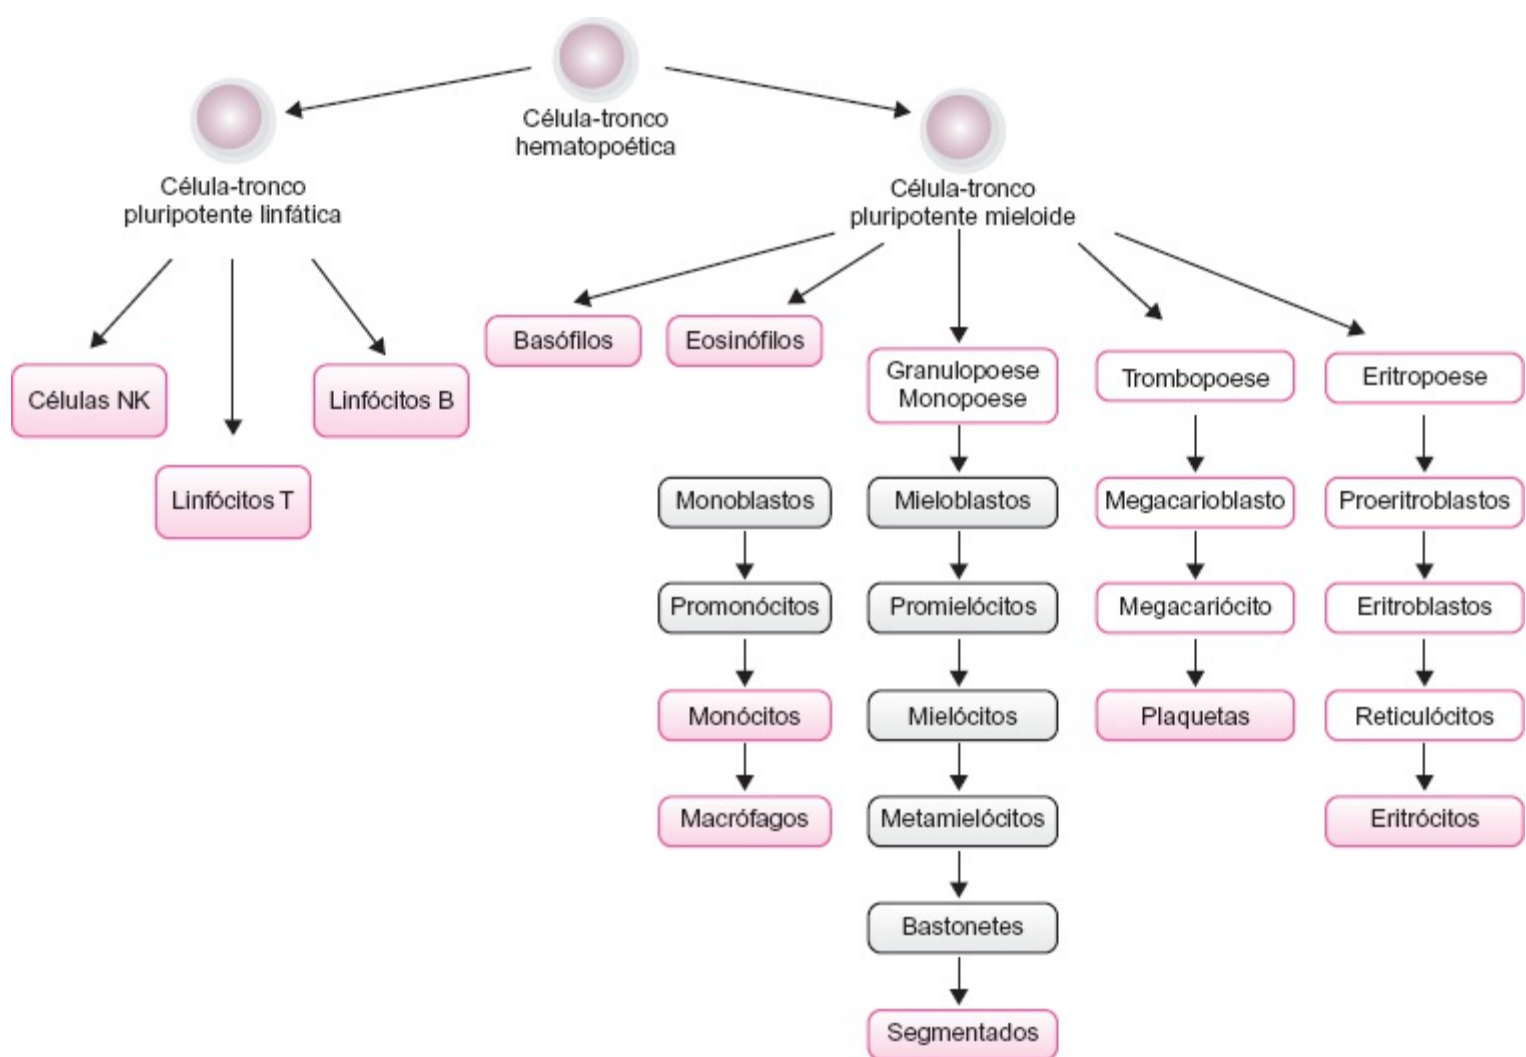 Célula-tronco
hematopoética
Célula-tronco
pluripotente linfática
Célula-tronco
pluripotente mieloide
Células NK
Linfócitos T
Linfócitos B
Basófilos
Eosinófilos
Granulopoese
Monopoese
Trombopoese
Eritropoese
Monoblastos
Mieloblastos
Megacarioblasto
Proeritroblastos
Promonócitos
Promielócitos
Megacariócito
Eritroblastos
Monócitos
Mielócitos
Plaquetas
Reticulócitos
Macrófagos
Metamielócitos
Eritrócitos
Bastonetes
Segmentados